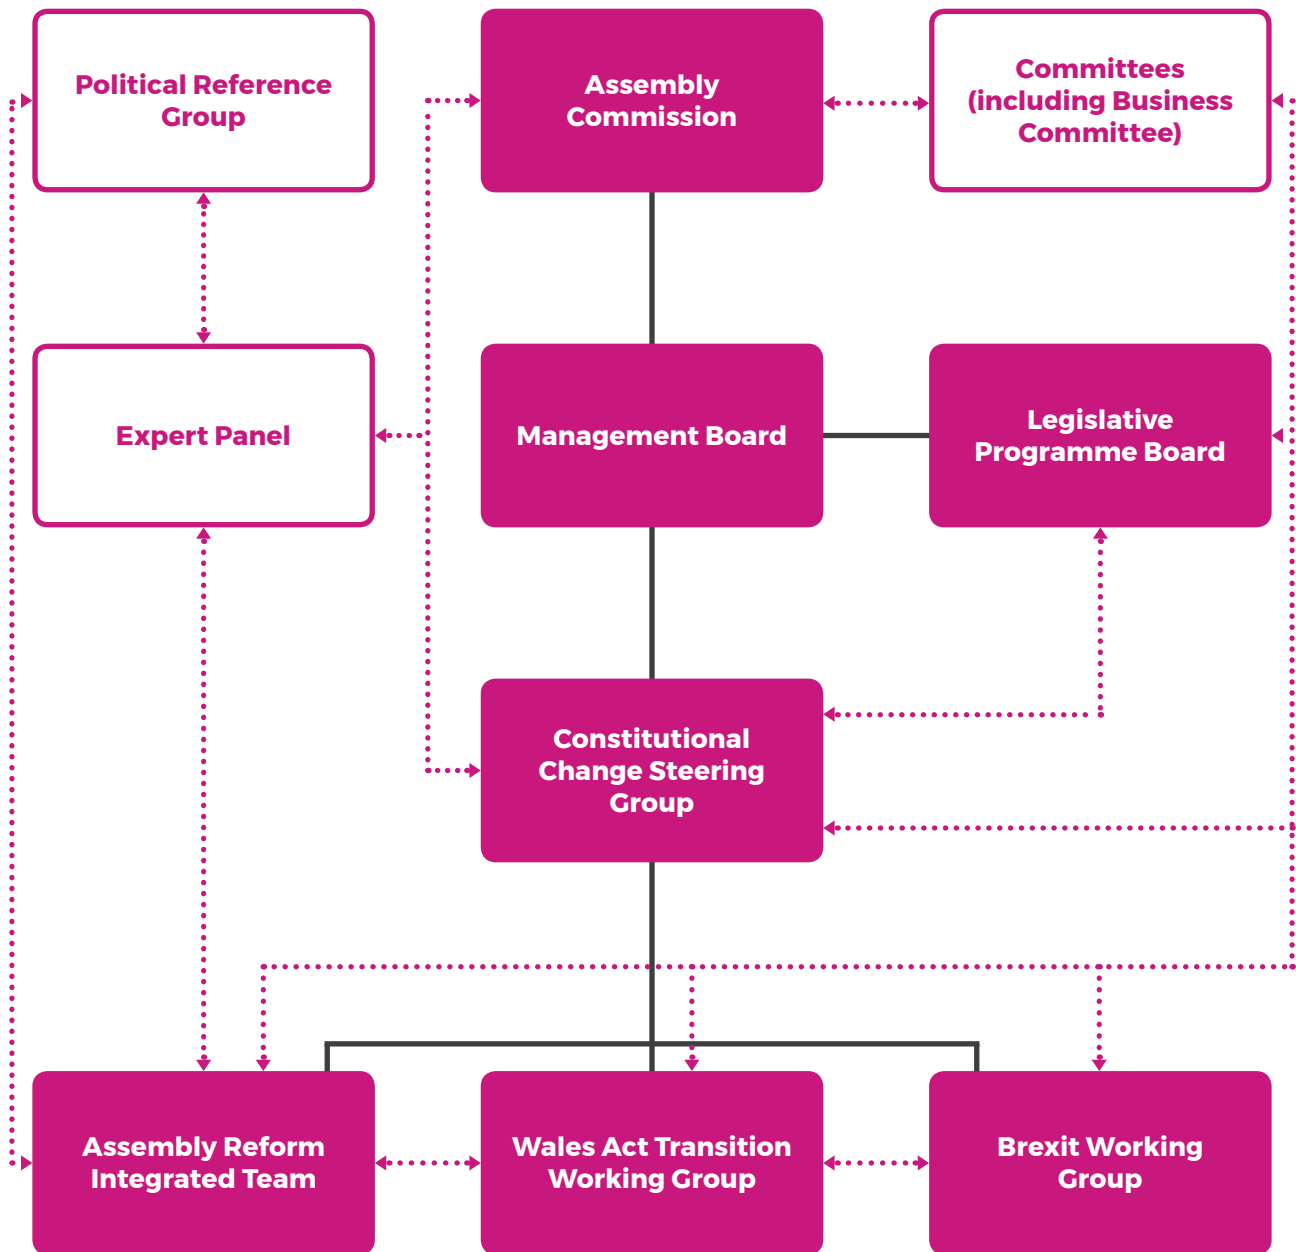 Political Reference
Group
Assembly
Commission
Committees
(including Business
Committee)
Expert Panel
Management Board
Legislative
Programme Board
Constitutional
Change Steering
Group
Assembly Reform
Integrated Team
Wales Act Transition
Working Group
Brexit Working
Group